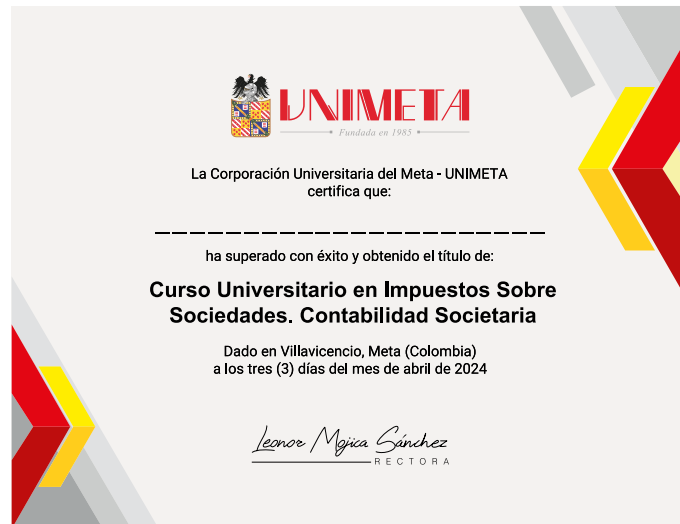 UNIMETA
Fundada en 1985
La Corporación Universitaria del Meta - UNIMETA
certifica que:
ha superado con éxito y obtenido el título de:
Curso Universitario en Impuestos Sobre
Sociedades. Contabilidad Societaria
Dado en Villavicencio, Meta (Colombia)
a los tres (3) días del mes de abril de 2024
Leonor Mojica Sánchez
RECTORA